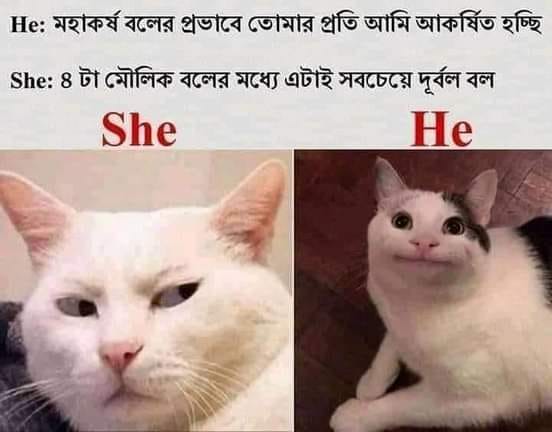 He: মহাকর্ষ বলের প্রভাবে তোমার প্রতি আমি আকর্ষিত হচ্ছি
She: ৪ টা মৌলিক বলের মধ্যে এটাই সবচেয়ে দূর্বল বল
She He